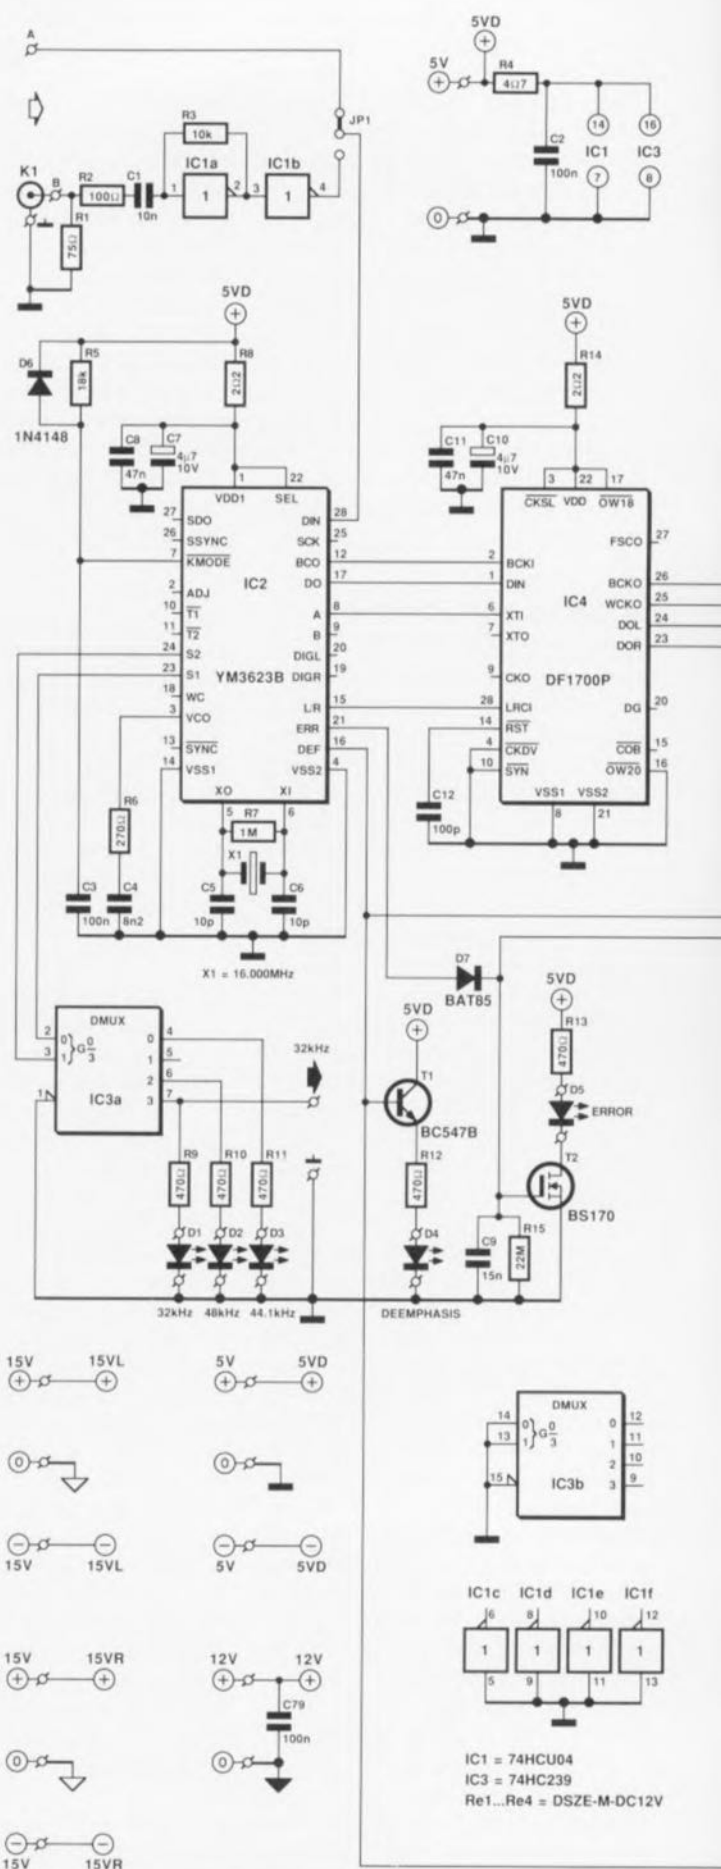 A
5VD
5V
R4
4Ω7
R3
10k
JP1
14
16
C2
100n
IC1
IC3
7
8
0
K1
B
R2
100Ω
C1
10n
IC1a
1
1
2
IC1b
3
1
4
R1
75Ω
5VD
5VD
D6
1N4148
R5
18k
R8
2Ω2
R14
2Ω2
C8
47n
C7
4µ7
10V
C11
47n
C10
4µ7
10V
1
22
VDD1
SEL
3
22
17
CKSL
VDD
OW18
27
SDO
DIN
28
26
SSYNC
SCK
25
7
KMODE
BCO
12
IC2
DO
17
2
ADJ
10
T1
A
8
11
T2
B
9
24
S2
DIGL
20
23
S1
YM3623B
DIGR
19
18
WC
3
VCO
L/R
15
ERR
21
13
SYNC
DEF
16
14
VSS1
VSS2
4
XO
XI
5
6
FSCO
27
2
BCKI
BCKO
26
1
DIN
IC4
WCKO
25
6
XTI
DOL
24
7
XTO
DOR
23
9
CKO
DF1700P
28
LRCI
DG
20
14
RST
4
CKDV
COB
15
10
SYN
OW20
16
VSS1
VSS2
8
21
R6
270Ω
R7
1M
X1
C12
100p
C3
100n
C4
8n2
C5
10p
C6
10p
X1 = 16.000MHz
D7
BAT85
5VD
5VD
DMUX
2
0
G0/3
0
4
3
1
1
5
2
6
1
IC3a
3
7
32kHz
T1
BC547B
R13
470Ω
D5
ERROR
T2
BS170
R9
470Ω
R10
470Ω
R11
470Ω
R12
470Ω
D1
D2
D3
D4
C9
15n
R15
22M
32kHz
48kHz
44.1kHz
DEEMPHASIS
15V
15VL
5V
5VD
0
0
15V
15VL
5V
5VD
DMUX
14
0
G0/3
0
12
13
1
1
11
2
10
15
IC3b
3
9
15V
15VR
12V
12V
C79
100n
0
0
15V
15VR
IC1c
IC1d
IC1e
IC1f
6
8
10
12
1
1
1
1
5
9
11
13
IC1 = 74HCU04
IC3 = 74HC239
Re1...Re4 = DSZE-M-DC12V